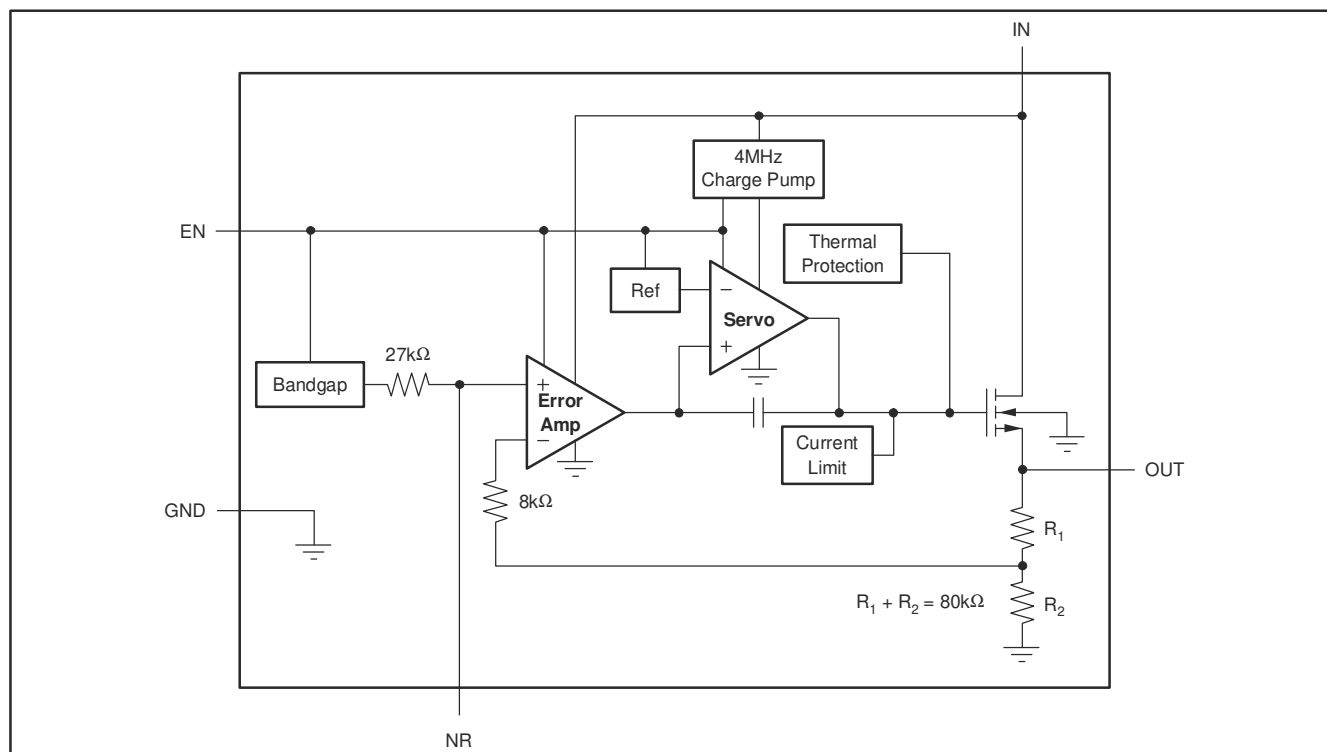 IN
4MHz
Charge Pump
EN
Thermal
Protection
Ref
−
Servo
+
27kΩ
Bandgap
+
Error
Amp
−
Current
Limit
OUT
8kΩ
GND
R1
R1 + R2 = 80kΩ
R2
NR